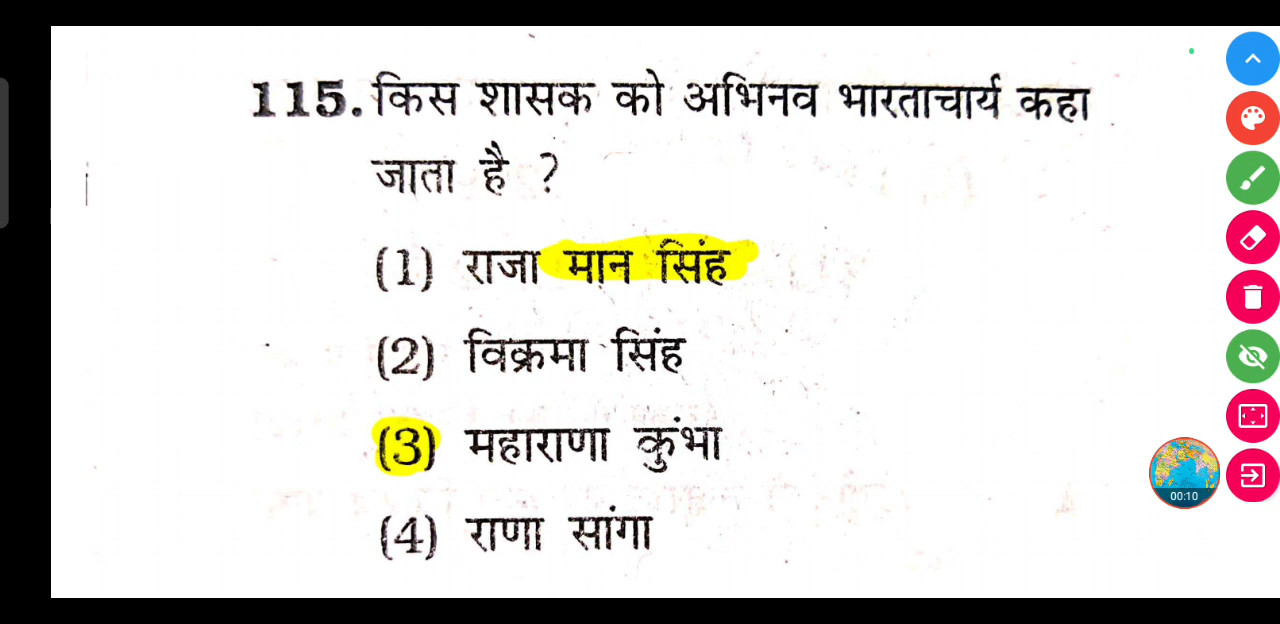 115. किस शासक को अभिनव भारताचार्य कहा
जाता है ?
(1) राजा मान सिंह
(2) विक्रमा सिंह
(3) महाराणा कुंभा
(4) राणा सांगा
00:10